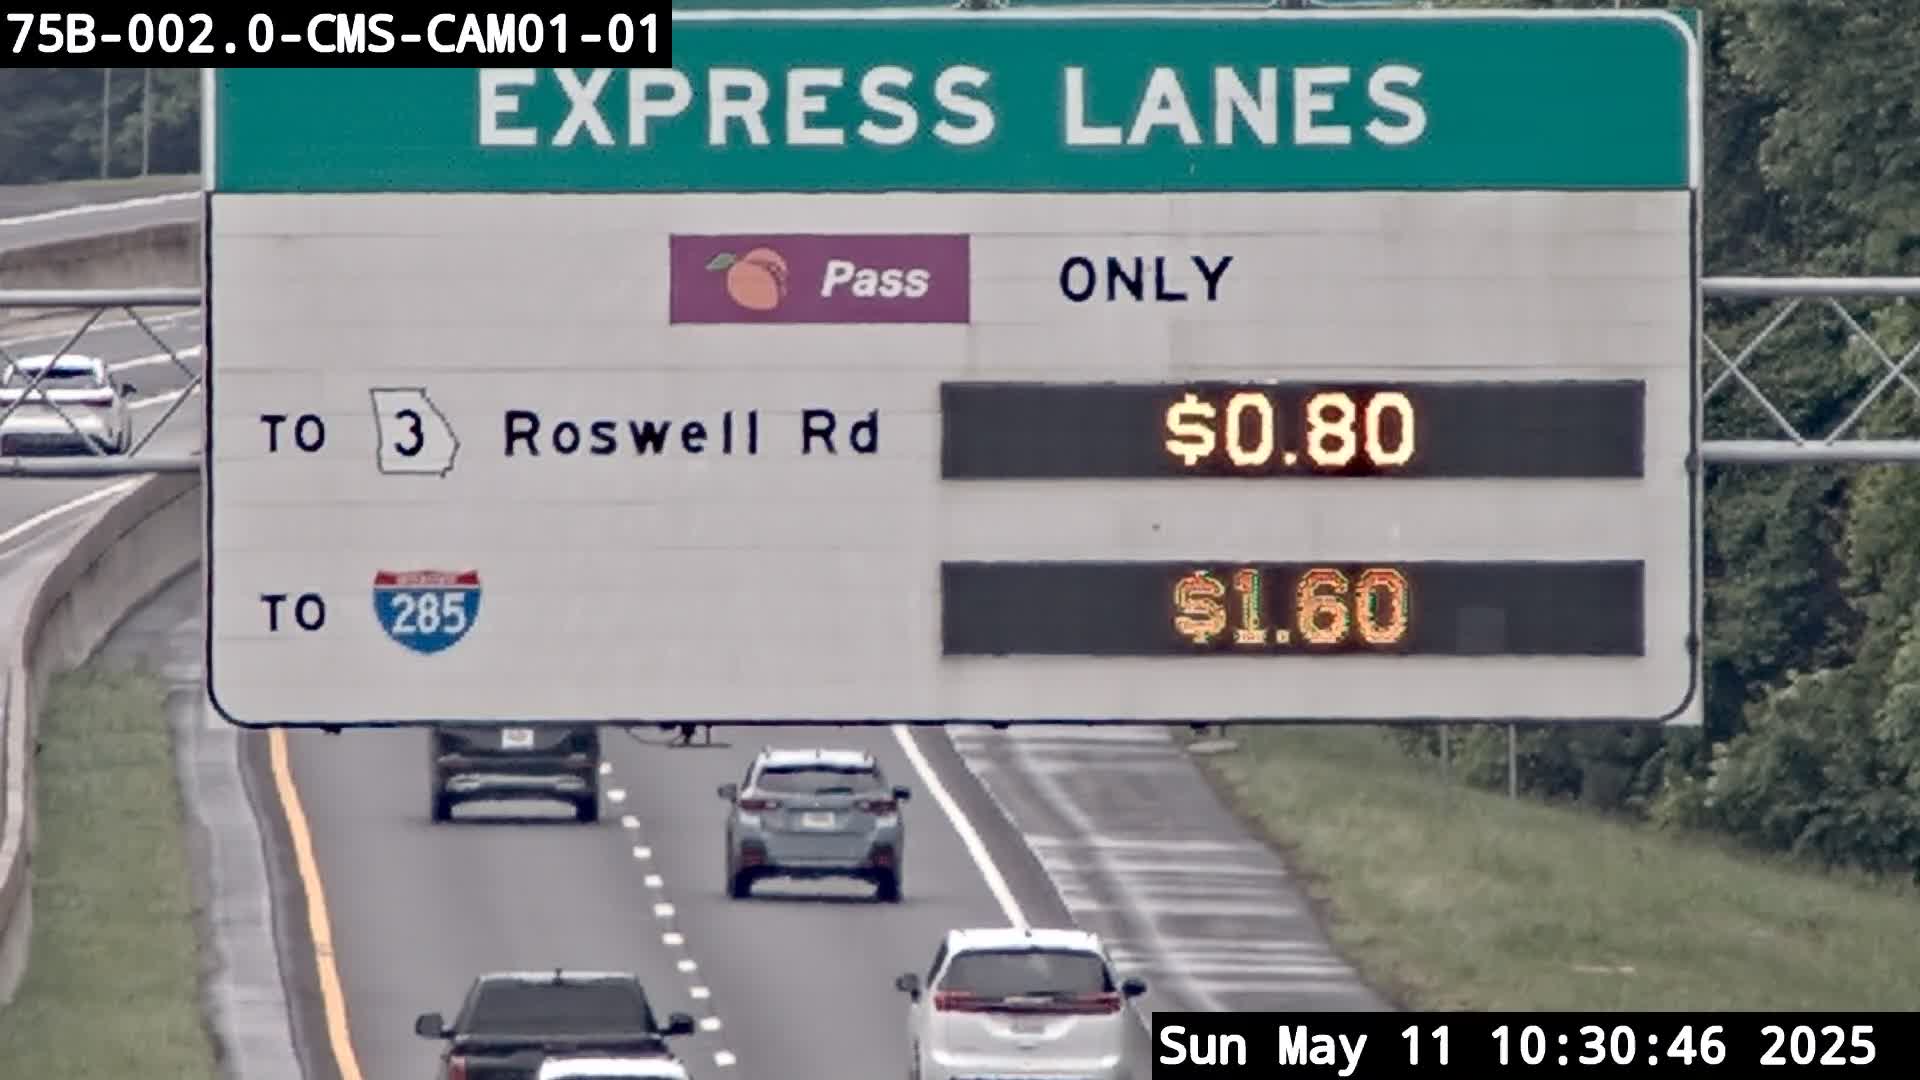 75B-002.0-CMS-CAM01-01
EXPRESS LANES
Pass ONLY
TO 3 Roswell Rd $0.80
TO 285 $1.60
Sun May 11 10:30:46 2025